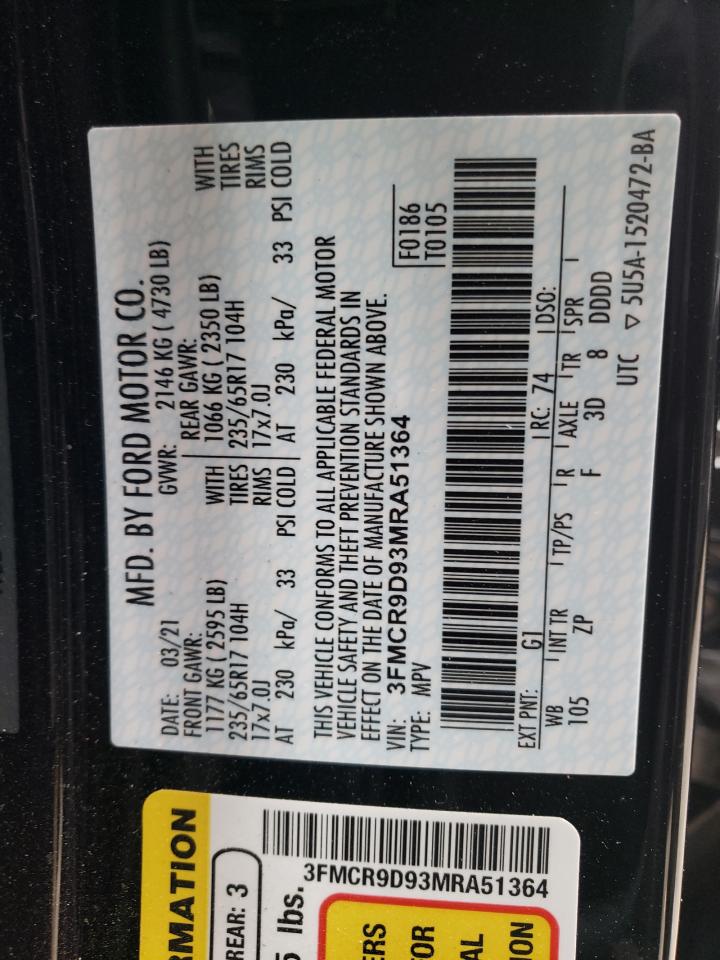 MFD. BY FORD MOTOR CO.
DATE: 03/21 GVWR: 2146 KG ( 4730 LB)
FRONT GAWR: REAR GAWR:
1177 KG ( 2595 LB) WITH 1066 KG ( 2350 LB) WITH
235/65R17 104H TIRES 235/65R17 104H TIRES
17x7.0J RIMS 17x7.0J RIMS
AT 230 kPa/ 33 PSI COLD AT 230 kPa/ 33 PSI COLD
THIS VEHICLE CONFORMS TO ALL APPLICABLE FEDERAL MOTOR
VEHICLE SAFETY AND THEFT PREVENTION STANDARDS IN
EFFECT ON THE DATE OF MANUFACTURE SHOWN ABOVE.
VIN: 3FMCR9D93MRA51364 F0186
TYPE: MPV T0105
EXT PNT: G1 RC: 74 DSO:
WB INT TR TP/PS R AXLE TR SPR
105 ZP F 3D 8 DDDD
UTC ▽ 5U5A-1520472-BA
RMATION
REAR: 3
lbs.
3FMCR9D93MRA51364
ERS
FOR
AL
ION